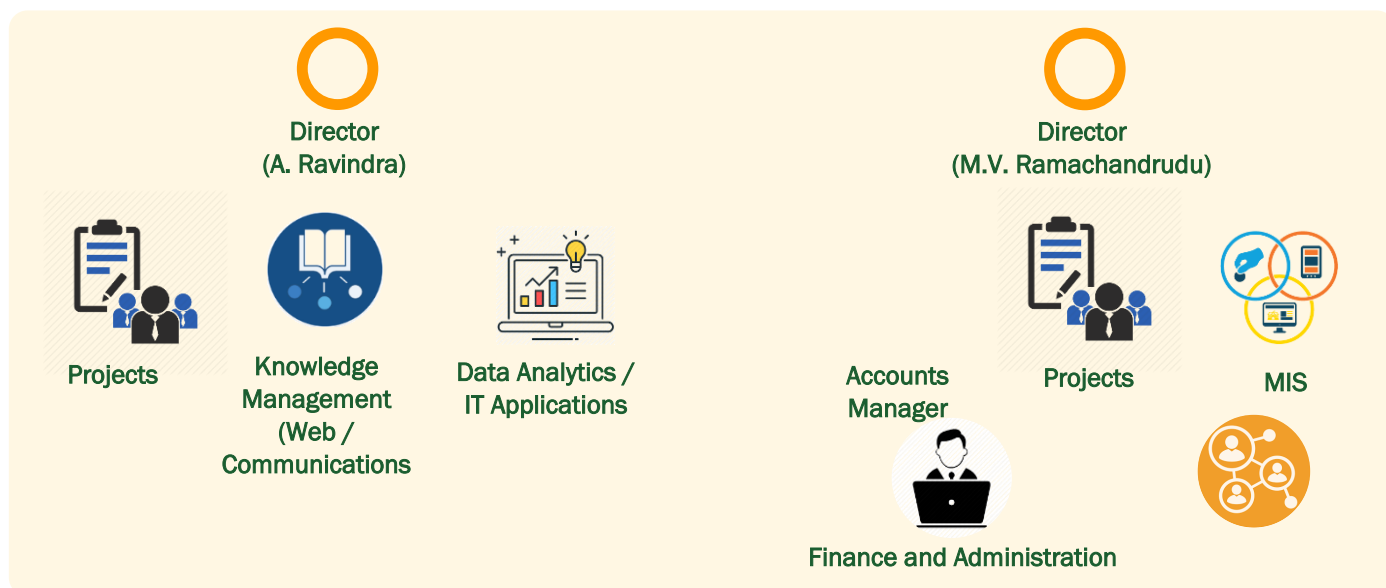 Director
(A. Ravindra)
Projects
Knowledge
Management
(Web /
Communications
Data Analytics /
IT Applications
Director
(M.V. Ramachandrudu)
Accounts
Manager
Projects
MIS
Finance and Administration